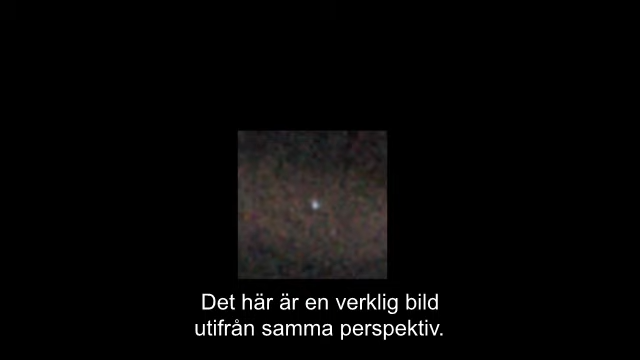 Det här är en verklig bild
utifrån samma perspektiv.